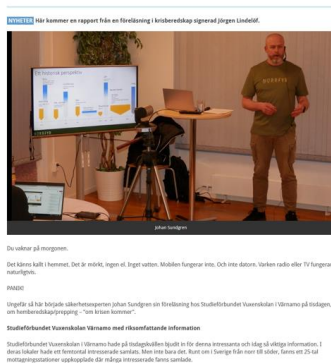 NYHETER Här kommer en rapport från en föreläsning i krisberedskap signerad Jörgen Lindelöf.
En historisk perspektiv
Johan Sundgren
Du vaknar på morgonen.
Det känns kallt i hemmet. Det är mörkt, ingen el. Inget vatten. Mobilen fungerar inte. Och inte datorn. Varken radio eller TV fungerar
naturligtvis.
PANIK!
Ungefär så här började säkerhetsexperten Johan Sundgren sin föreläsning hos Studieförbundet Vuxenskolan i Värnamo på tisdagen,
om hemberedskap/prepping – "om krisen kommer".
Studieförbundet Vuxenskolan Värnamo med riksomfattande information
Studieförbundet Vuxenskolan i Värnamo hade på tisdagskvällen bjudit in för denna intressanta och idag så viktiga information. I
deras lokaler hade ett femtontal intresserade samlats. Men inte bara det. Runt om i Sverige från norr till söder, fanns ett 25-tal
mottagningsstationer uppkopplade där många intresserade fanns samlade.